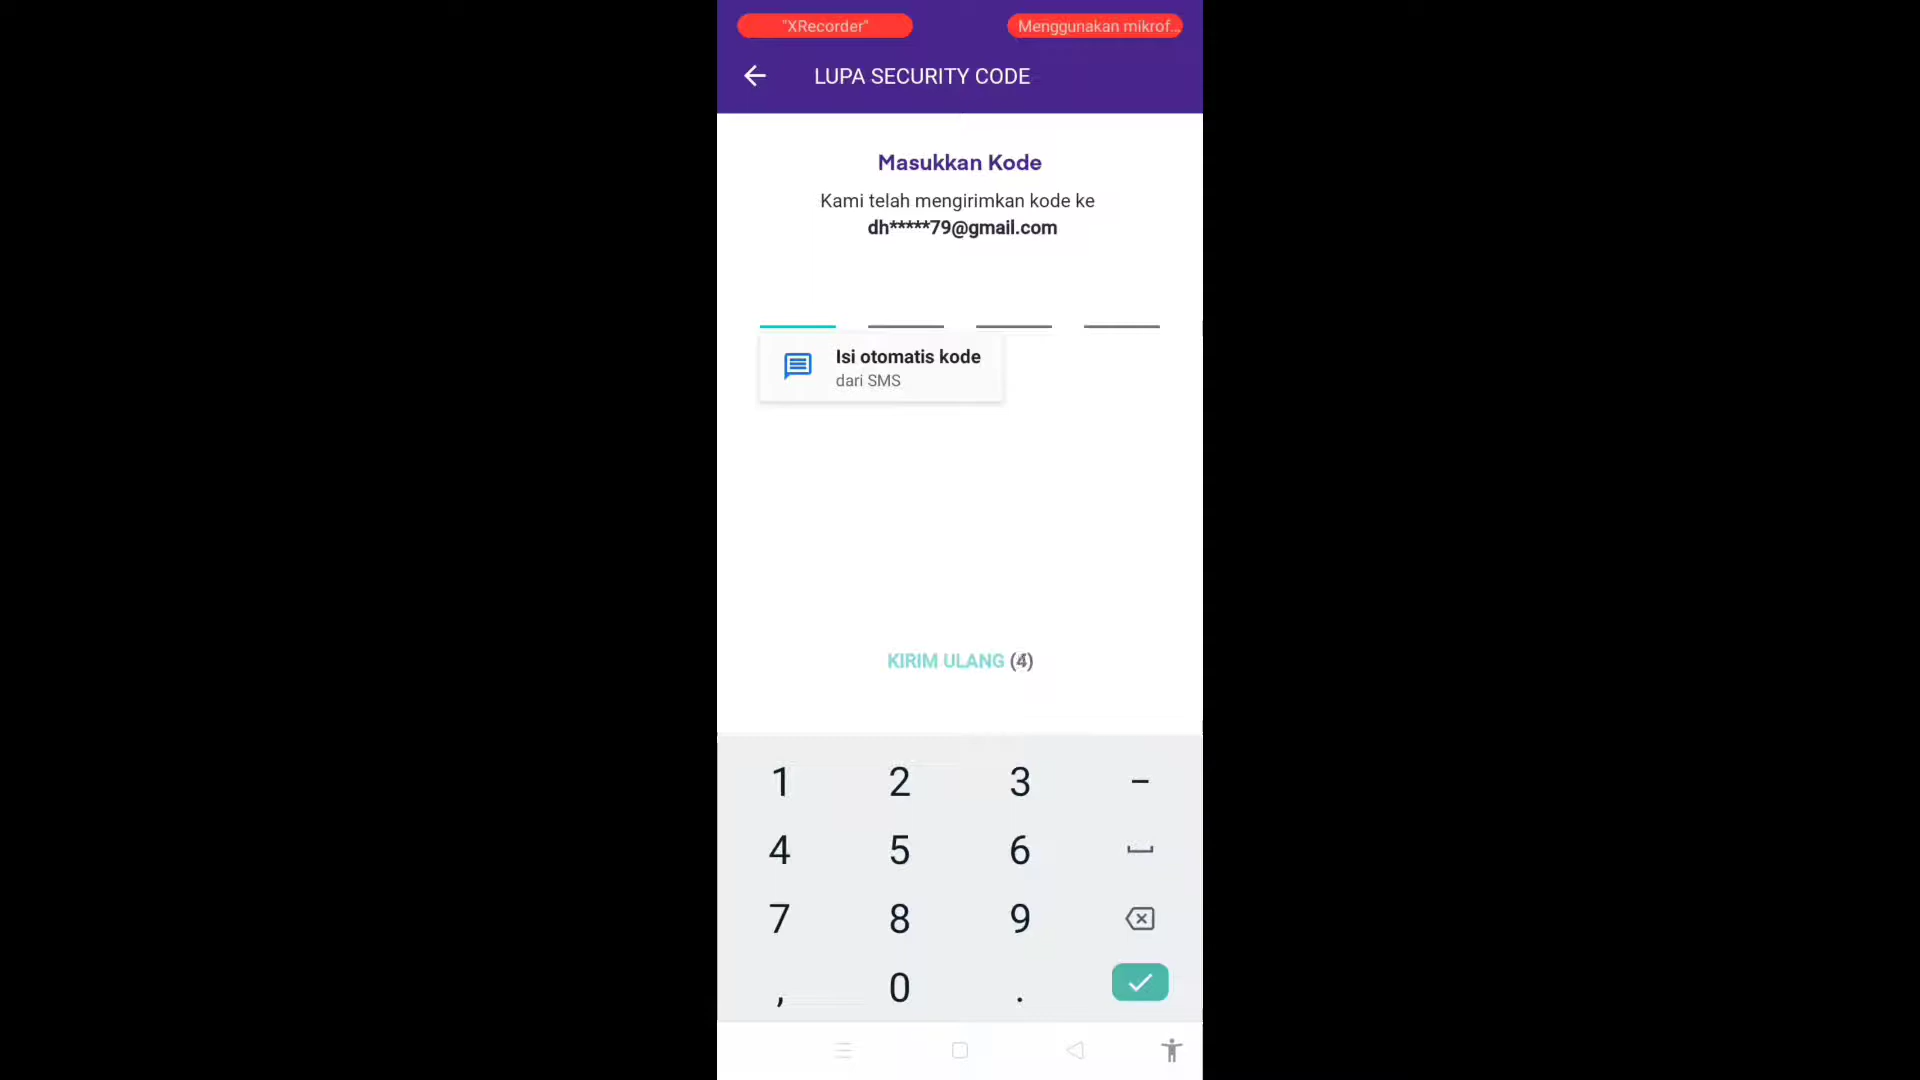 "XRecorder"
Menggunakan mikrof...
LUPA SECURITY CODE
Masukkan Kode
Kami telah mengirimkan kode ke
dh*****79@gmail.com
Isi otomatis kode
dari SMS
KIRIM ULANG (4)
1 2 3 –
4 5 6
7 8 9
, 0 .